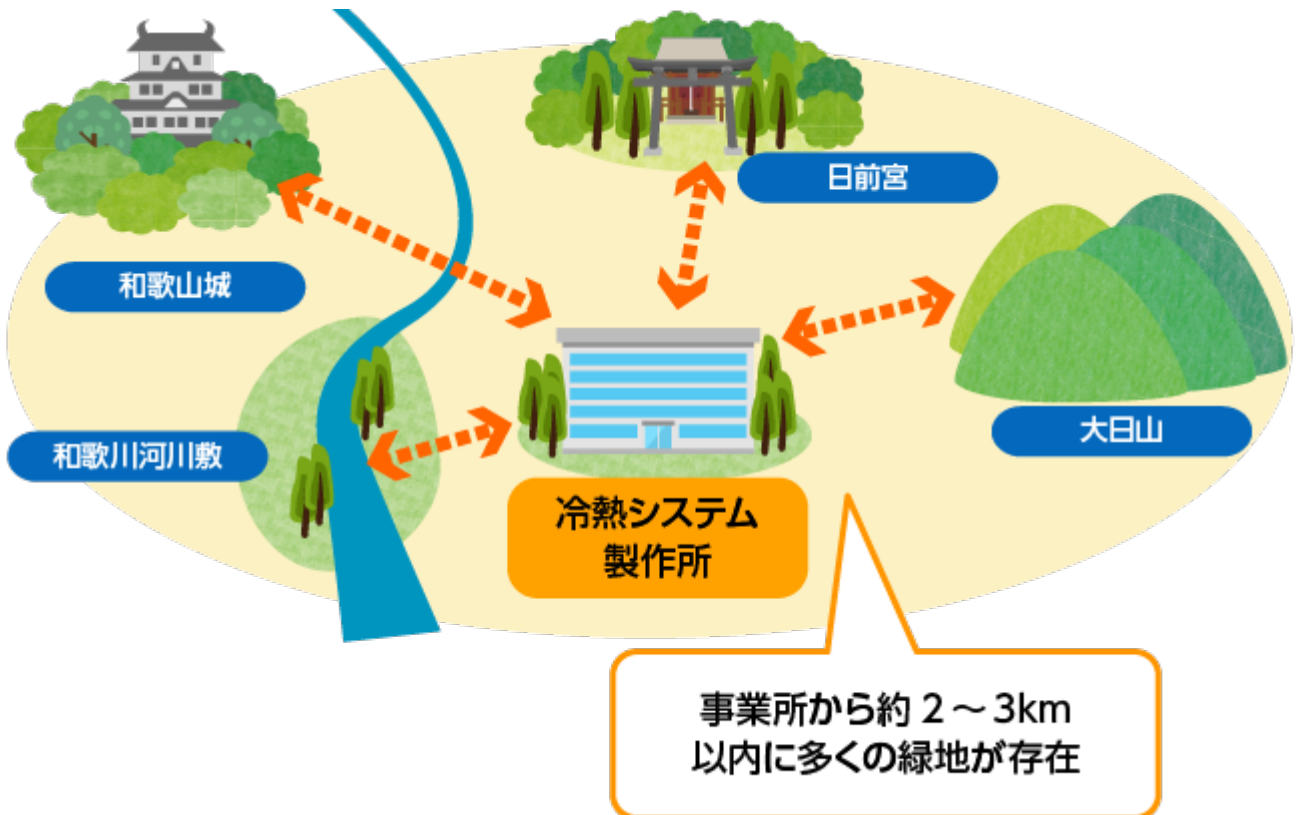 日前宮
和歌山城
大日山
和歌川河川敷
冷熱システム
製作所
事業所から約 2～3km
以内に多くの緑地が存在